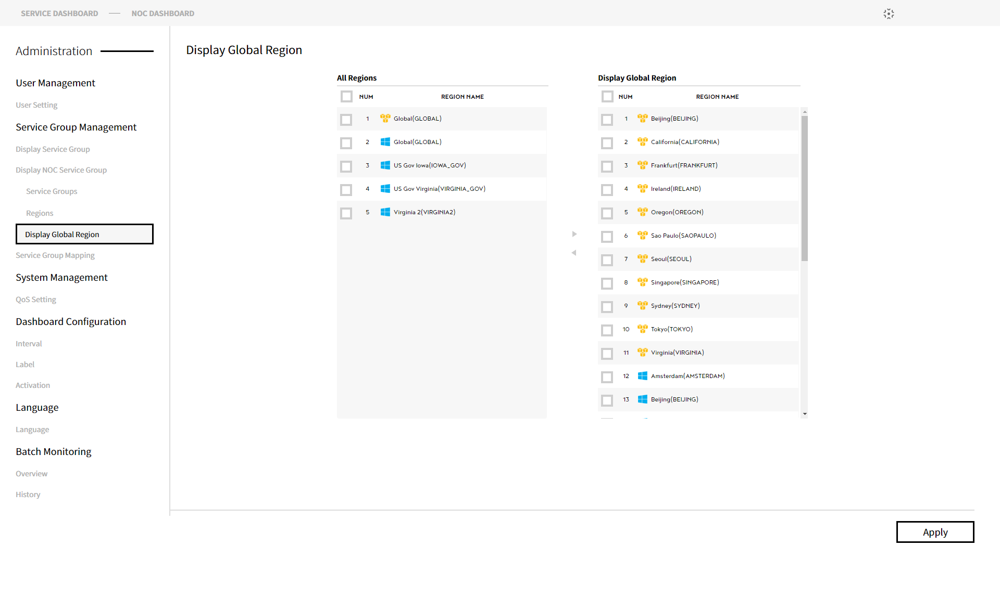 SERVICE DASHBOARD
NOC DASHBOARD
Administration
User Management
User Setting
Service Group Management
Display Service Group
Display NOC Service Group
Service Groups
Regions
Display Global Region
Service Group Mapping
System Management
QoS Setting
Dashboard Configuration
Interval
Label
Activation
Language
Language
Batch Monitoring
Overview
History
Display Global Region
All Regions
NUM REGION NAME
1 Global(GLOBAL)
2 Global(GLOBAL)
3 US Gov Iowa(IOWA_GOV)
4 US Gov Virginia(VIRGINIA_GOV)
5 Virginia 2(VIRGINIA2)
Display Global Region
NUM REGION NAME
1 Beijing(BEIJING)
2 California(CALIFORNIA)
3 Frankfurt(FRANKFURT)
4 Ireland(IRELAND)
5 Oregon(OREGON)
6 Sao Paulo(SAOPAULO)
7 Seoul(SEOUL)
8 Singapore(SINGAPORE)
9 Sydney(SYDNEY)
10 Tokyo(TOKYO)
11 Virginia(VIRGINIA)
12 Amsterdam(AMSTERDAM)
13 Beijing(BEIJING)
Apply